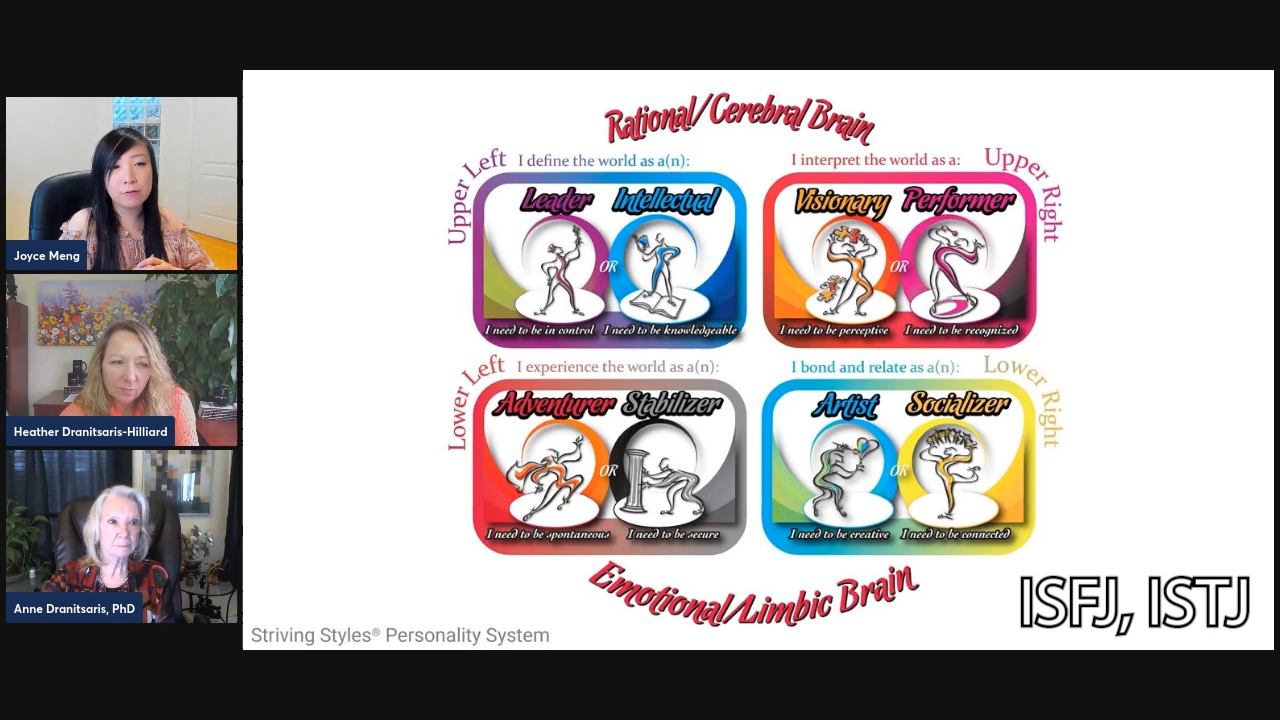 Joyce Meng
Heather Dranitsaris-Hilliard
Anne Dranitsaris, PhD
Rational/Cerebral Brain
Upper Left
I define the world as a(n):
Leader
Intellectual
OR
I need to be in control
I need to be knowledgeable
I interpret the world as a:
Upper Right
Visionary
Performer
OR
I need to be perceptive
I need to be recognized
Lower Left
I experience the world as a(n):
Adventurer
Stabilizer
OR
I need to be spontaneous
I need to be secure
I bond and relate as a(n):
Lower Right
Artist
Socializer
OR
I need to be creative
I need to be connected
Emotional/Limbic Brain
ISFJ, ISTJ
Striving Styles® Personality System